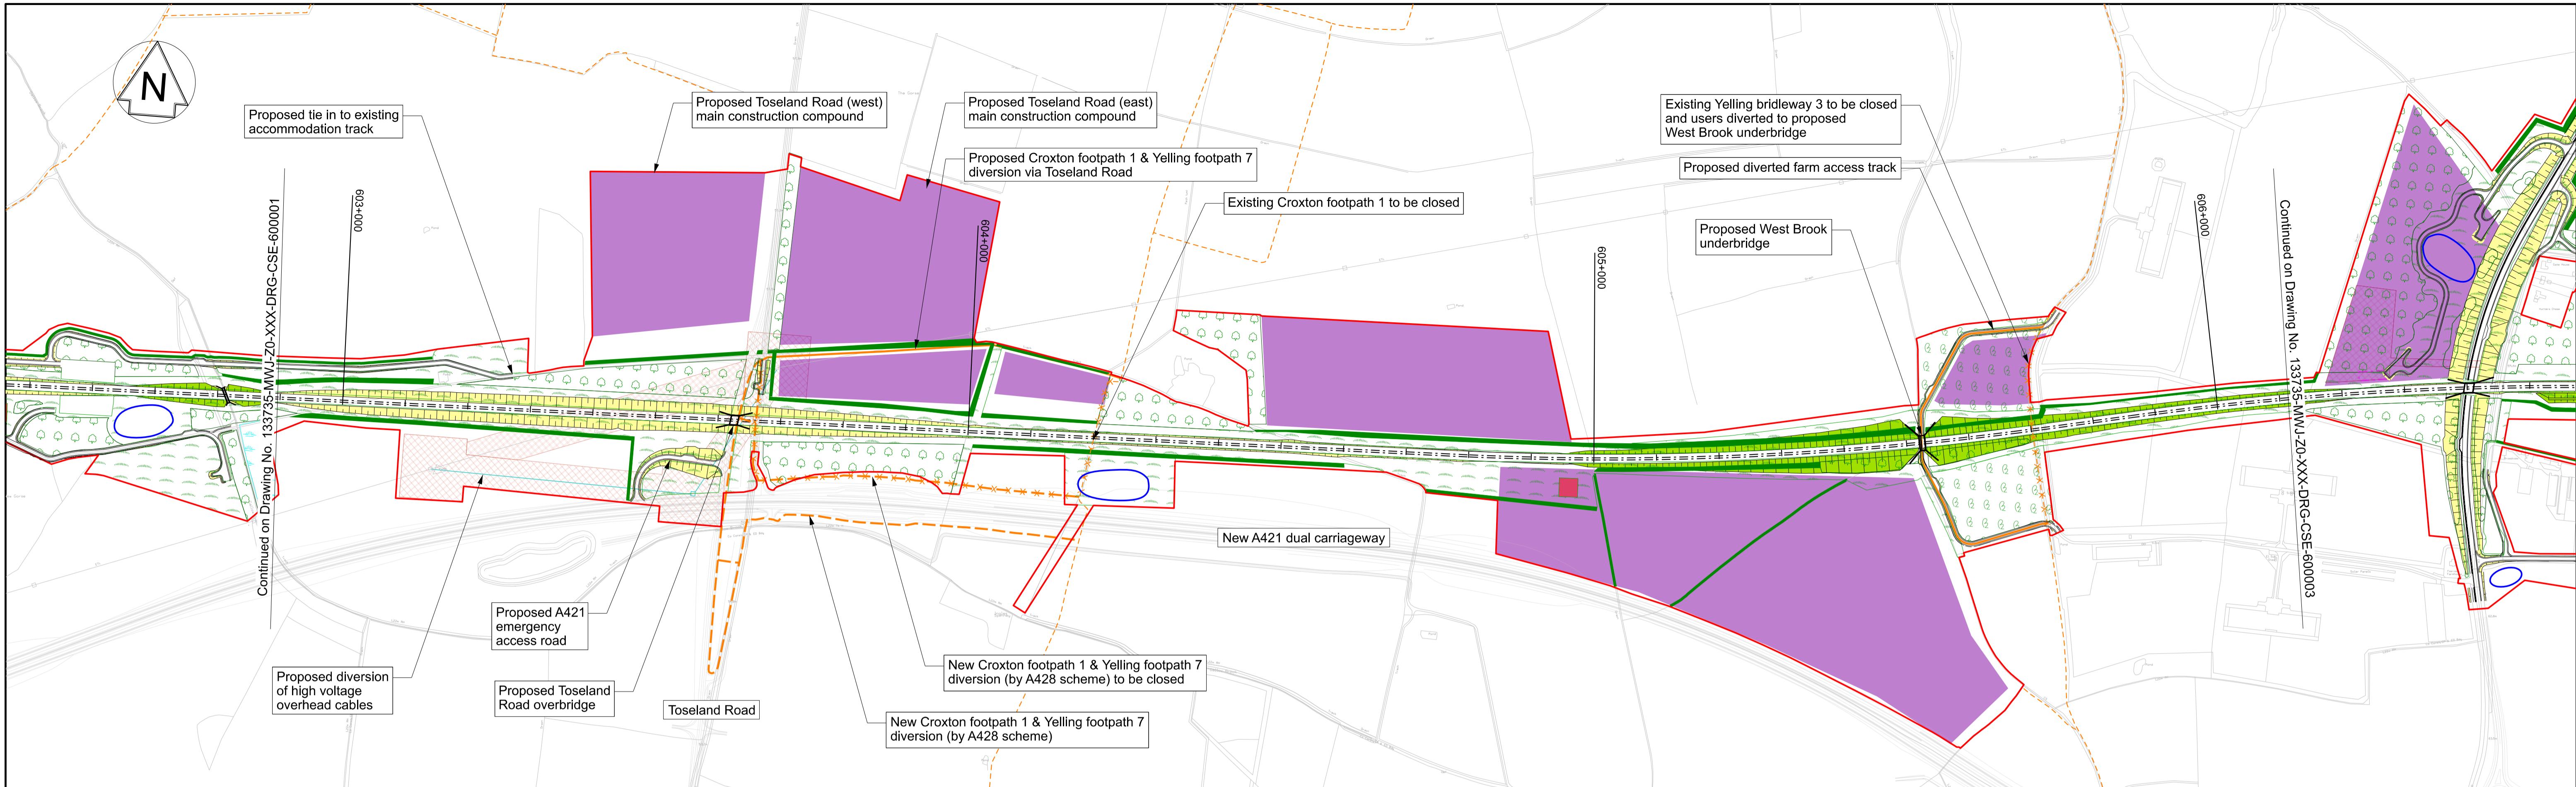 N
Proposed tie in to existing
accommodation track
Proposed Toseland Road (west)
main construction compound
Proposed Toseland Road (east)
main construction compound
Proposed Croxton footpath 1 & Yelling footpath 7
diversion via Toseland Road
Existing Croxton footpath 1 to be closed
Existing Yelling bridleway 3 to be closed
and users diverted to proposed
West Brook underbridge
Proposed diverted farm access track
Proposed West Brook
underbridge
Continued on Drawing No. 133735-MWJ-Z0-XXX-DRG-CSE-600001
603+000
604+000
605+000
606+000
Continued on Drawing No. 133735-MWJ-Z0-XXX-DRG-CSE-600003
New A421 dual carriageway
Proposed A421
emergency
access road
Proposed diversion
of high voltage
overhead cables
Proposed Toseland
Road overbridge
Toseland Road
New Croxton footpath 1 & Yelling footpath 7
diversion (by A428 scheme) to be closed
New Croxton footpath 1 & Yelling footpath 7
diversion (by A428 scheme)